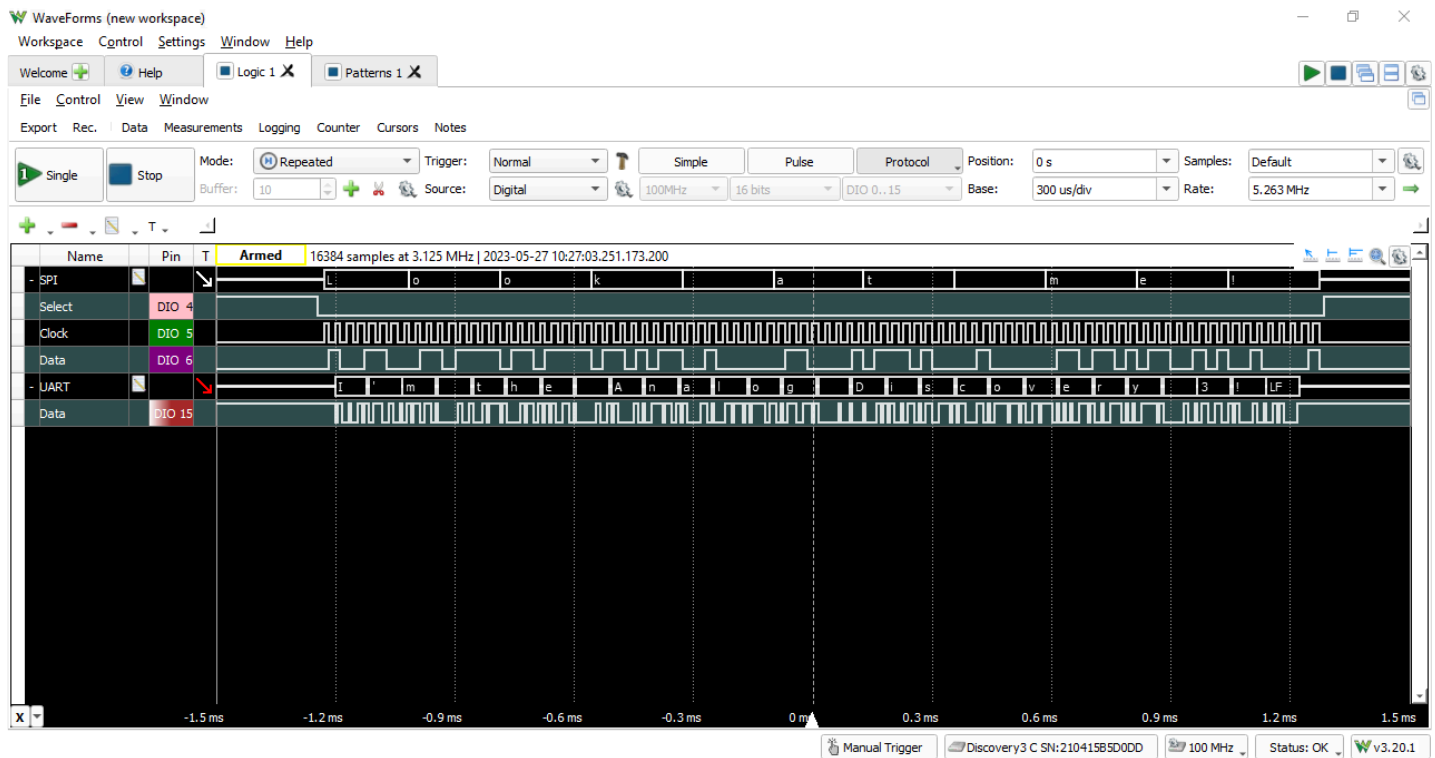 WaveForms (new workspace)
Workspace Control Settings Window Help
Welcome Help Logic 1 X Patterns 1 X
File Control View Window
Export Rec. Data Measurements Logging Counter Cursors Notes
Mode: Repeated Trigger: Normal Simple Pulse Protocol Position: 0 s Samples: Default
1 Single Stop
Buffer: 10 Source: Digital 100MHz 16 bits DIO 0..15 Base: 300 us/div Rate: 5.263 MHz
T
Name Pin T Armed 16384 samples at 3.125 MHz | 2023-05-27 10:27:03.251.173.200
- SPI L o o k a t m e !
Select DIO 4
Clock DIO 5
Data DIO 6
- UART I ' m t h e A n a l o g D i s c o v e r y 3 ! LF
Data DIO 15
X -1.5 ms -1.2 ms -0.9 ms -0.6 ms -0.3 ms 0 ms 0.3 ms 0.6 ms 0.9 ms 1.2 ms 1.5 ms
Manual Trigger Discovery3 C SN:210415B5D0DD 100 MHz Status: OK v3.20.1